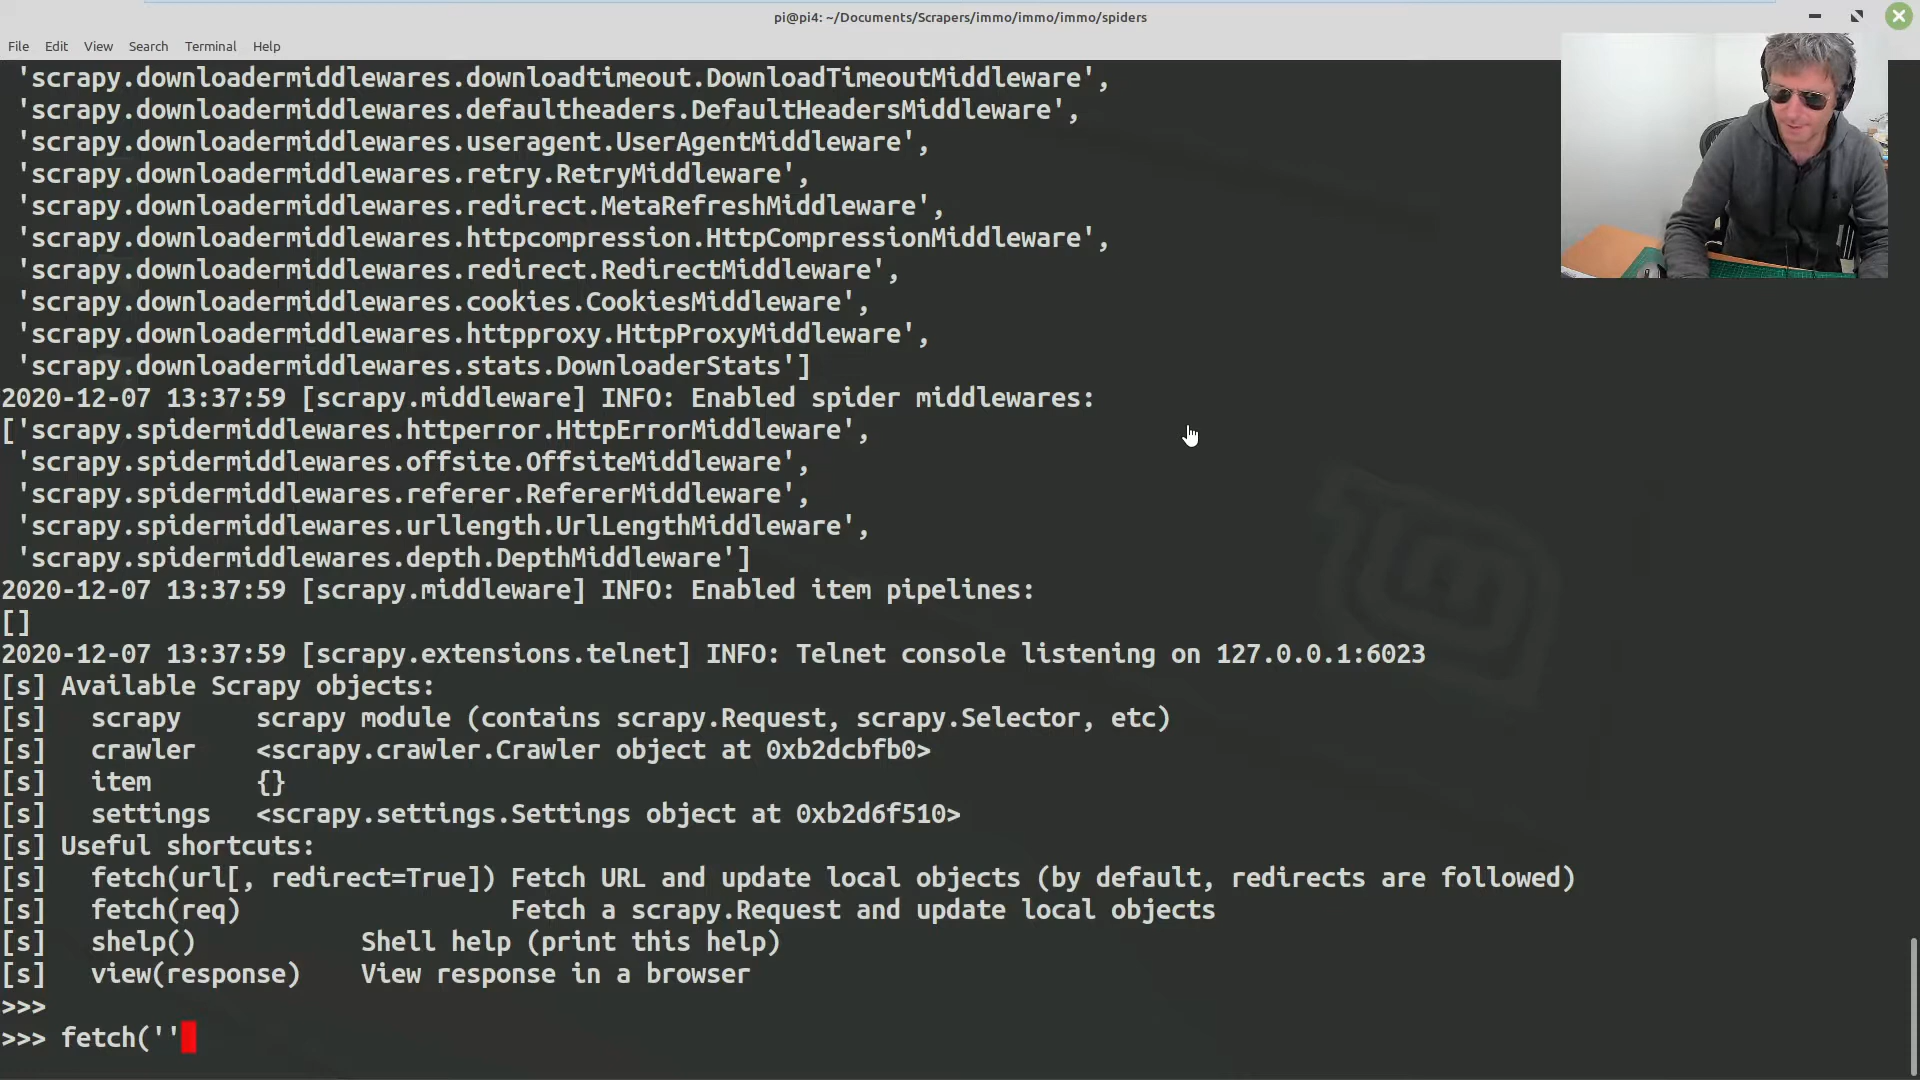 pi@pi4: ~/Documents/Scrapers/immo/immo/immo/spiders
File Edit View Search Terminal Help
'scrapy.downloadermiddlewares.downloadtimeout.DownloadTimeoutMiddleware',
'scrapy.downloadermiddlewares.defaultheaders.DefaultHeadersMiddleware',
'scrapy.downloadermiddlewares.useragent.UserAgentMiddleware',
'scrapy.downloadermiddlewares.retry.RetryMiddleware',
'scrapy.downloadermiddlewares.redirect.MetaRefreshMiddleware',
'scrapy.downloadermiddlewares.httpcompression.HttpCompressionMiddleware',
'scrapy.downloadermiddlewares.redirect.RedirectMiddleware',
'scrapy.downloadermiddlewares.cookies.CookiesMiddleware',
'scrapy.downloadermiddlewares.httpproxy.HttpProxyMiddleware',
'scrapy.downloadermiddlewares.stats.DownloaderStats']
2020-12-07 13:37:59 [scrapy.middleware] INFO: Enabled spider middlewares:
['scrapy.spidermiddlewares.httperror.HttpErrorMiddleware',
'scrapy.spidermiddlewares.offsite.OffsiteMiddleware',
'scrapy.spidermiddlewares.referer.RefererMiddleware',
'scrapy.spidermiddlewares.urllength.UrlLengthMiddleware',
'scrapy.spidermiddlewares.depth.DepthMiddleware']
2020-12-07 13:37:59 [scrapy.middleware] INFO: Enabled item pipelines:
[]
2020-12-07 13:37:59 [scrapy.extensions.telnet] INFO: Telnet console listening on 127.0.0.1:6023
[s] Available Scrapy objects:
[s]   scrapy     scrapy module (contains scrapy.Request, scrapy.Selector, etc)
[s]   crawler    <scrapy.crawler.Crawler object at 0xb2dcbfb0>
[s]   item       {}
[s]   settings   <scrapy.settings.Settings object at 0xb2d6f510>
[s] Useful shortcuts:
[s]   fetch(url[, redirect=True]) Fetch URL and update local objects (by default, redirects are followed)
[s]   fetch(req)                  Fetch a scrapy.Request and update local objects
[s]   shelp()           Shell help (print this help)
[s]   view(response)    View response in a browser
>>>
>>> fetch(''